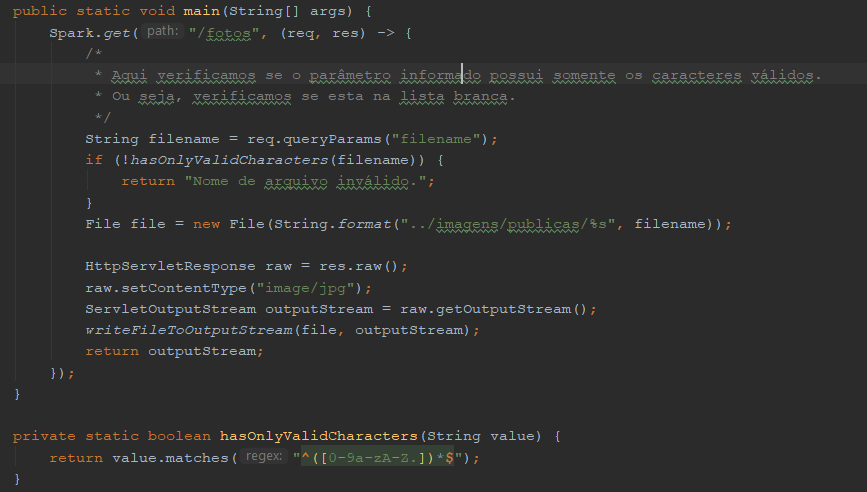 public static void main(String[] args) {
    Spark.get( path: "/fotos", (req, res) -> {
        /*
         * Aqui verificamos se o parâmetro informado possui somente os caracteres válidos.
         * Ou seja, verificamos se esta na lista branca.
         */
        String filename = req.queryParams("filename");
        if (!hasOnlyValidCharacters(filename)) {
            return "Nome de arquivo inválido.";
        }
        File file = new File(String.format("../imagens/publicas/%s", filename));

        HttpServletResponse raw = res.raw();
        raw.setContentType("image/jpg");
        ServletOutputStream outputStream = raw.getOutputStream();
        writeFileToOutputStream(file, outputStream);
        return outputStream;
    });
}

private static boolean hasOnlyValidCharacters(String value) {
    return value.matches( regex: "^([0-9a-zA-Z.])*$");
}